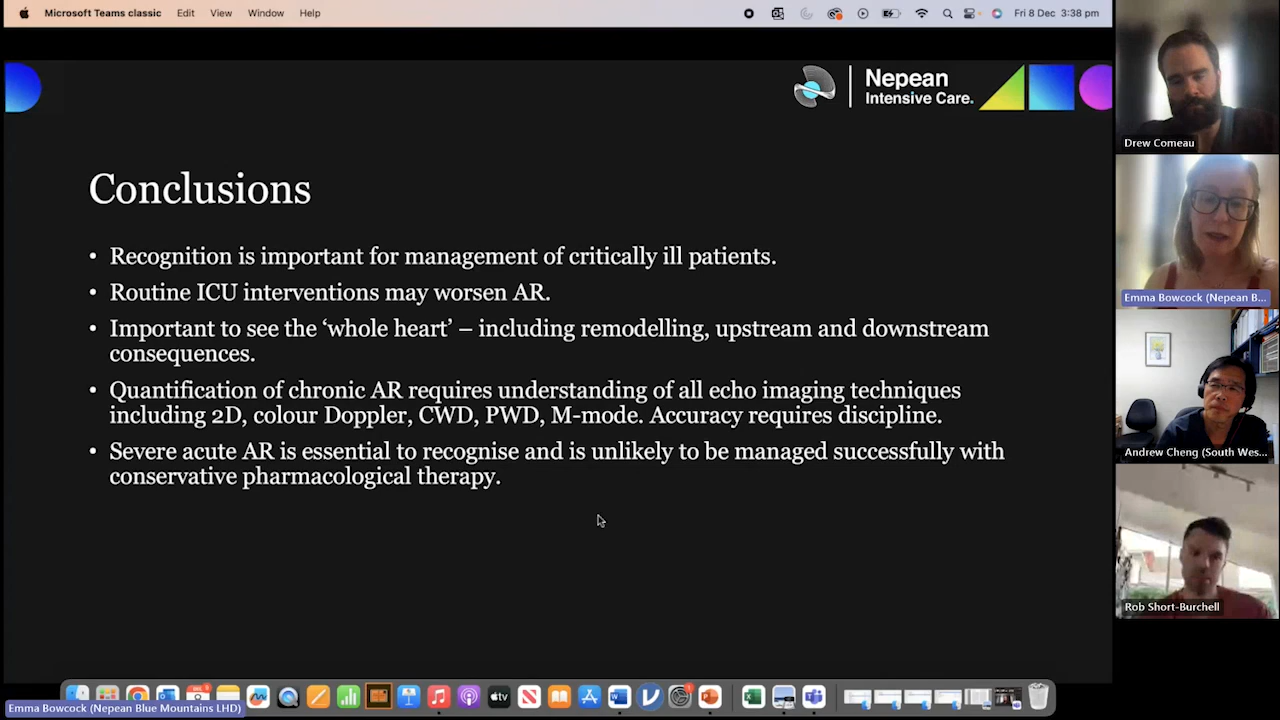 Microsoft Teams classic Edit View Window Help Fri 8 Dec 3:38 pm
Nepean
Intensive Care.
Conclusions
• Recognition is important for management of critically ill patients.
• Routine ICU interventions may worsen AR.
• Important to see the ‘whole heart’ – including remodelling, upstream and downstream
consequences.
• Quantification of chronic AR requires understanding of all echo imaging techniques
including 2D, colour Doppler, CWD, PWD, M-mode. Accuracy requires discipline.
• Severe acute AR is essential to recognise and is unlikely to be managed successfully with
conservative pharmacological therapy.
Drew Comeau
Emma Bowcock (Nepean B...
Andrew Cheng (South Wes...
Rob Short-Burchell
tv
Emma Bowcock (Nepean Blue Mountains LHD)